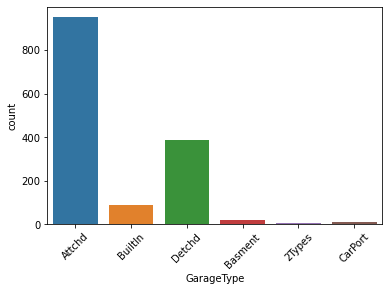 800
600
400
200
0
count
Attchd
BuiltIn
Detchd
Basment
2Types
CarPort
GarageType